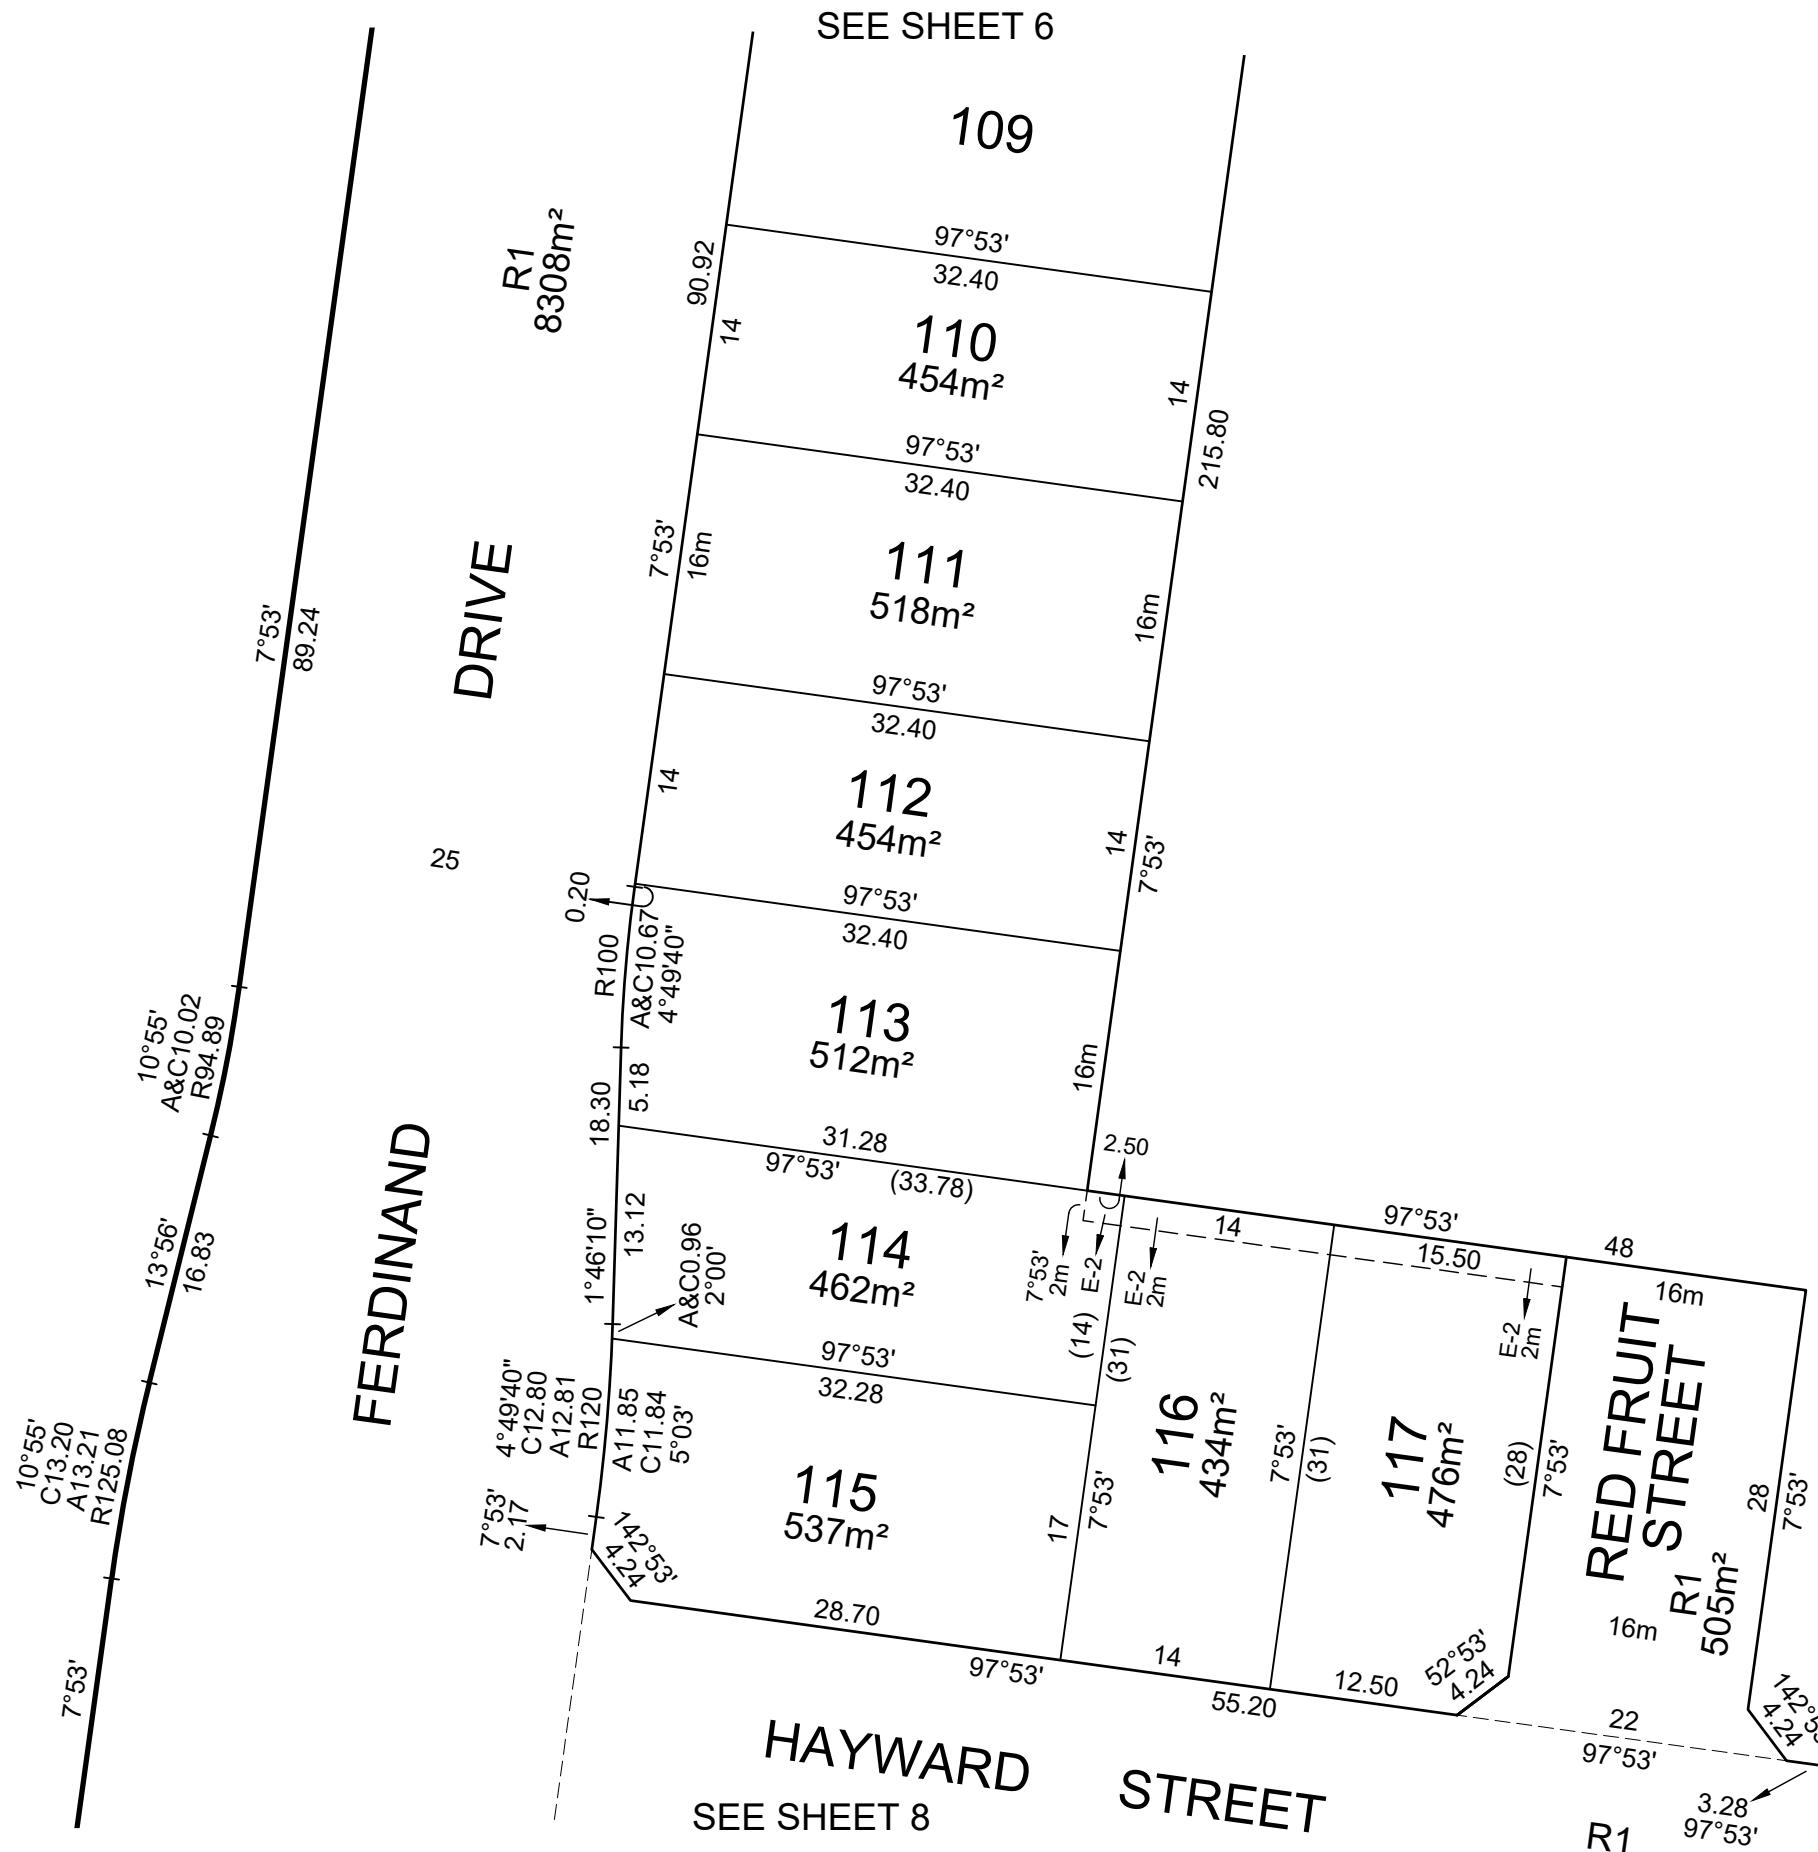 SEE SHEET 6
109
R1
8308m²
90.92
97°53'
32.40
14
110
454m²
14
215.80
97°53'
32.40
7°53'
16m
111
518m²
16m
7°53'
89.24
DRIVE
97°53'
32.40
14
112
454m²
14
7°53'
25
0.20
97°53'
32.40
R100
A&C10.67
4°49'40"
113
512m²
16m
10°55'
A&C10.02
R94.89
18.30
5.18
31.28
97°53'
(33.78)
2.50
FERDINAND
13°56'
16.83
1°46'10"
13.12
A&C0.96
2°00'
114
462m²
7°53'
2m
E-2
E-2
2m
14
97°53'
15.50
48
16m
E-2
2m
(14)
(31)
97°53'
32.28
4°49'40"
C12.80
A12.81
R120
A11.85
C11.84
5°03'
10°55'
C13.20
A13.21
R125.08
115
537m²
116
434m²
7°53'
(31)
117
476m²
(28)
7°53'
RED FRUIT
STREET
28
7°53'
R1
505m²
17
7°53'
7°53'
2.17
142°53'
4.24
28.70
97°53'
14
55.20
12.50
52°53'
4.24
16m
142°53
4.24
22
97°53'
7°53'
HAYWARD STREET
SEE SHEET 8
3.28
97°53'
R1